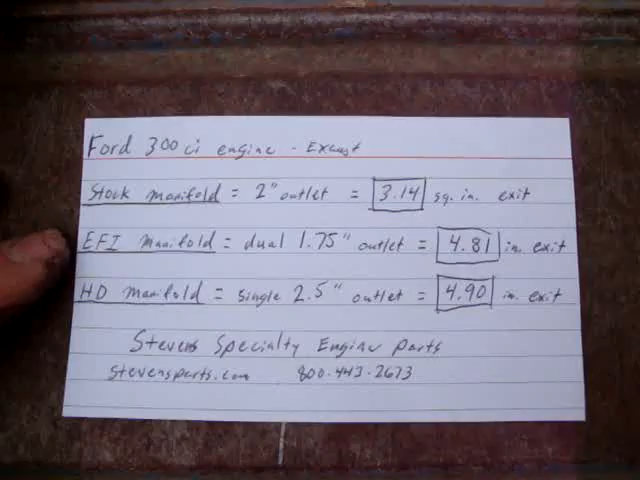 Ford 300 ci engine - Exaust
Stock manifold = 2" outlet = 3.14 sq. in. exit
EFI manifold = dual 1.75" outlet = 4.81 in. exit
HD manifold = single 2.5" outlet = 4.90 in. exit
Stevens Specialty Engine parts
stevensparts.com 800.443.2673